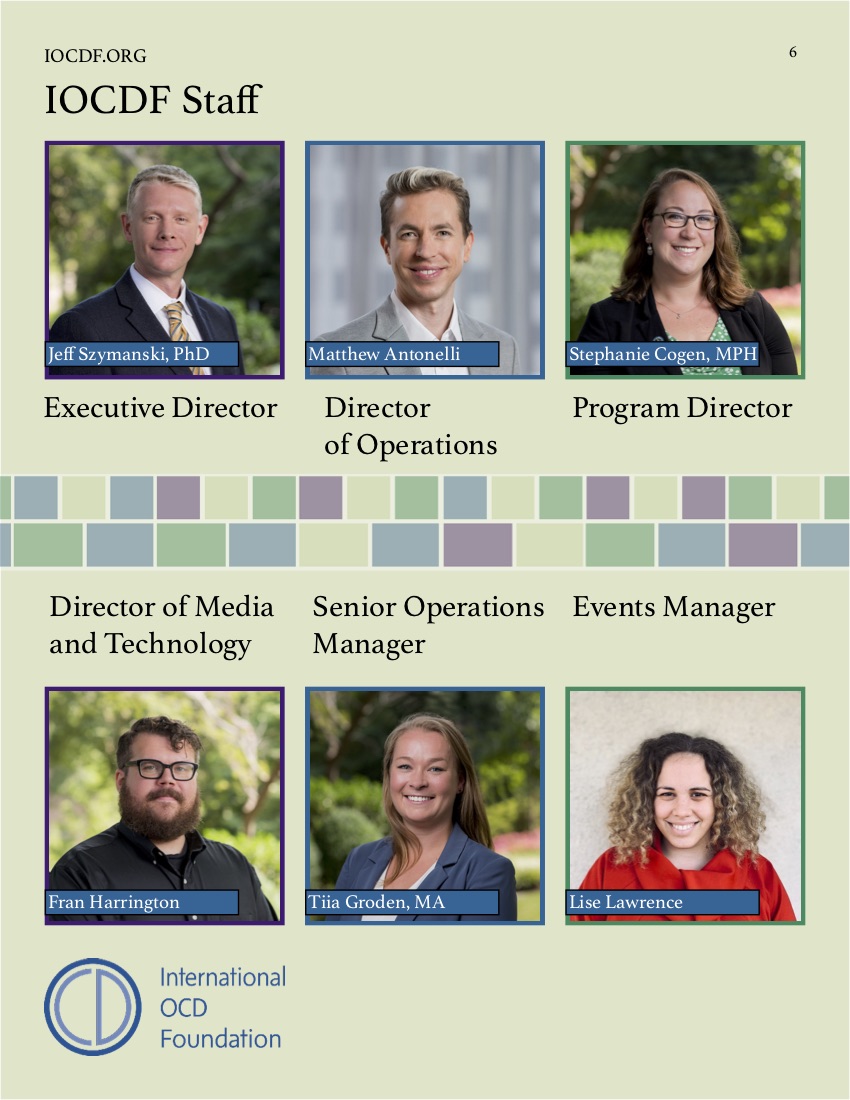 IOCDF.ORG
6
IOCDF Staff
Jeff Szymanski, PhD
Matthew Antonelli
Stephanie Cogen, MPH
Executive Director
Director
of Operations
Program Director
Director of Media
and Technology
Senior Operations
Manager
Events Manager
Fran Harrington
Tiia Groden, MA
Lise Lawrence
International
OCD
Foundation